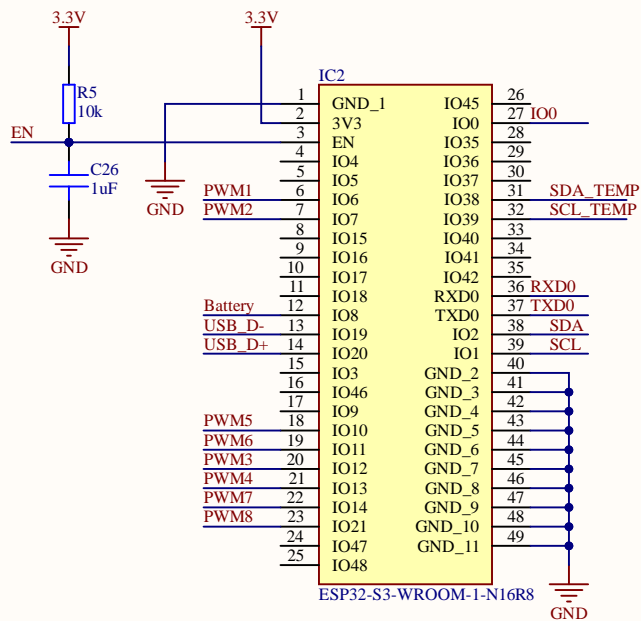 3.3V
3.3V
R5
10k
EN
C26
1uF
GND
GND
IC2
1 GND_1 IO45 26
2 3V3 IO0 27 IO0
3 EN IO35 28
4 IO4 IO36 29
5 IO5 IO37 30
PWM1 6 IO6 IO38 31 SDA_TEMP
PWM2 7 IO7 IO39 32 SCL_TEMP
8 IO15 IO40 33
9 IO16 IO41 34
10 IO17 IO42 35
11 IO18 RXD0 36 RXD0
Battery 12 IO8 TXD0 37 TXD0
USB_D- 13 IO19 IO2 38 SDA
USB_D+ 14 IO20 IO1 39 SCL
15 IO3 GND_2 40
16 IO46 GND_3 41
17 IO9 GND_4 42
PWM5 18 IO10 GND_5 43
PWM6 19 IO11 GND_6 44
PWM3 20 IO12 GND_7 45
PWM4 21 IO13 GND_8 46
PWM7 22 IO14 GND_9 47
PWM8 23 IO21 GND_10 48
24 IO47 GND_11 49
25 IO48
ESP32-S3-WROOM-1-N16R8
GND